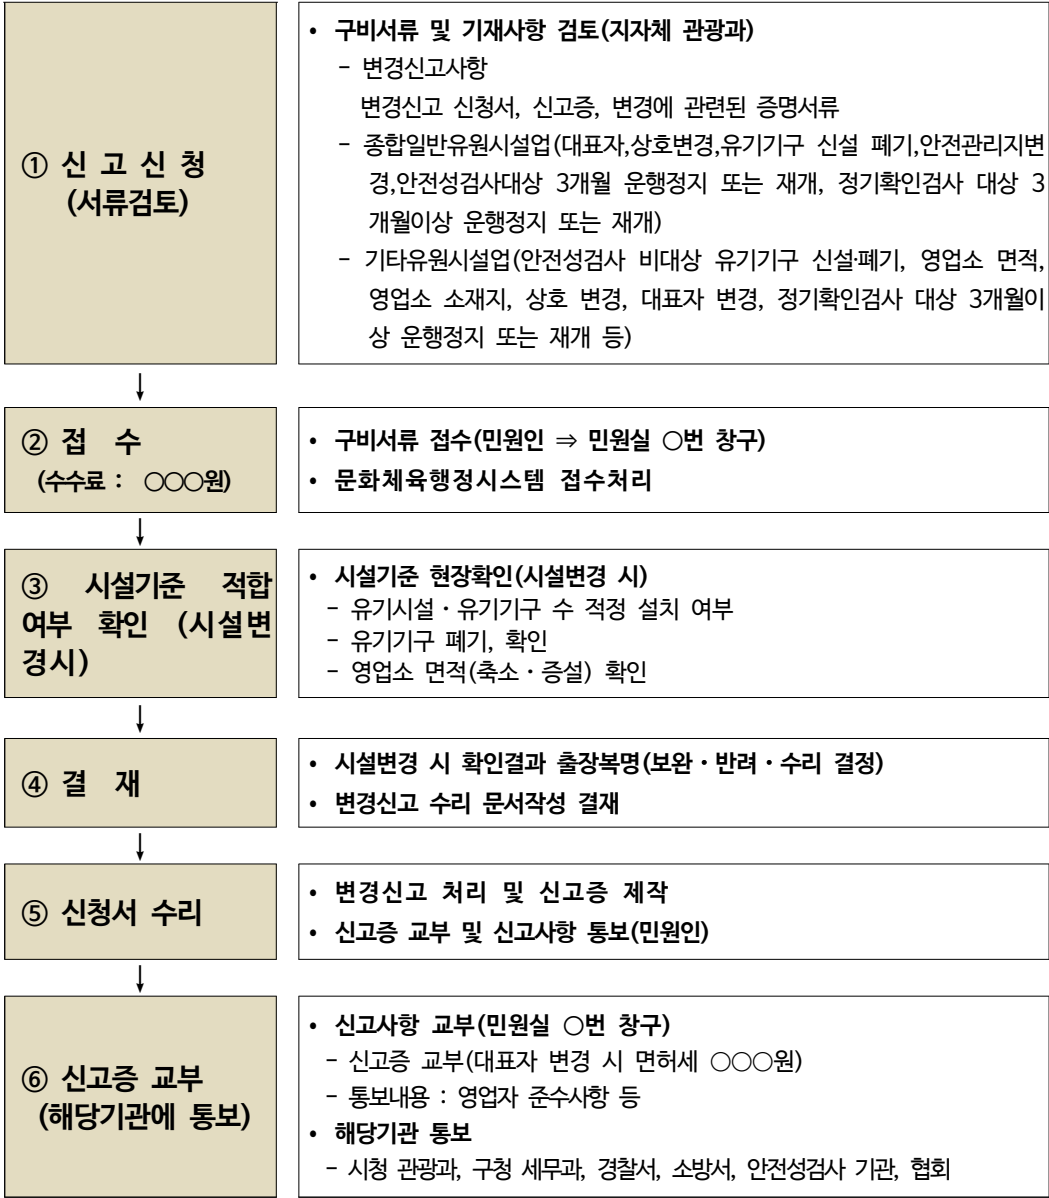 ① 신 고 신 청
(서류검토)
• 구비서류 및 기재사항 검토(지자체 관광과)
- 변경신고사항
변경신고 신청서, 신고증, 변경에 관련된 증명서류
- 종합일반유원시설업(대표자,상호변경,유기기구 신설 폐기,안전관리지변
경,안전성검사대상 3개월 운행정지 또는 재개, 정기확인검사 대상 3
개월이상 운행정지 또는 재개)
- 기타유원시설업(안전성검사 비대상 유기기구 신설·폐기, 영업소 면적,
영업소 소재지, 상호 변경, 대표자 변경, 정기확인검사 대상 3개월이
상 운행정지 또는 재개 등)
↓
② 접 수
(수수료 : ○○○원)
• 구비서류 접수(민원인 ⇒ 민원실 ○번 창구)
• 문화체육행정시스템 접수처리
↓
③ 시설기준 적합
여부 확인 (시설변
경시)
• 시설기준 현장확인(시설변경 시)
- 유기시설・유기기구 수 적정 설치 여부
- 유기기구 폐기, 확인
- 영업소 면적(축소・증설) 확인
↓
④ 결 재
• 시설변경 시 확인결과 출장복명(보완・반려・수리 결정)
• 변경신고 수리 문서작성 결재
↓
⑤ 신청서 수리
• 변경신고 처리 및 신고증 제작
• 신고증 교부 및 신고사항 통보(민원인)
↓
⑥ 신고증 교부
(해당기관에 통보)
• 신고사항 교부(민원실 ○번 창구)
- 신고증 교부(대표자 변경 시 면허세 ○○○원)
- 통보내용 : 영업자 준수사항 등
• 해당기관 통보
- 시청 관광과, 구청 세무과, 경찰서, 소방서, 안전성검사 기관, 협회